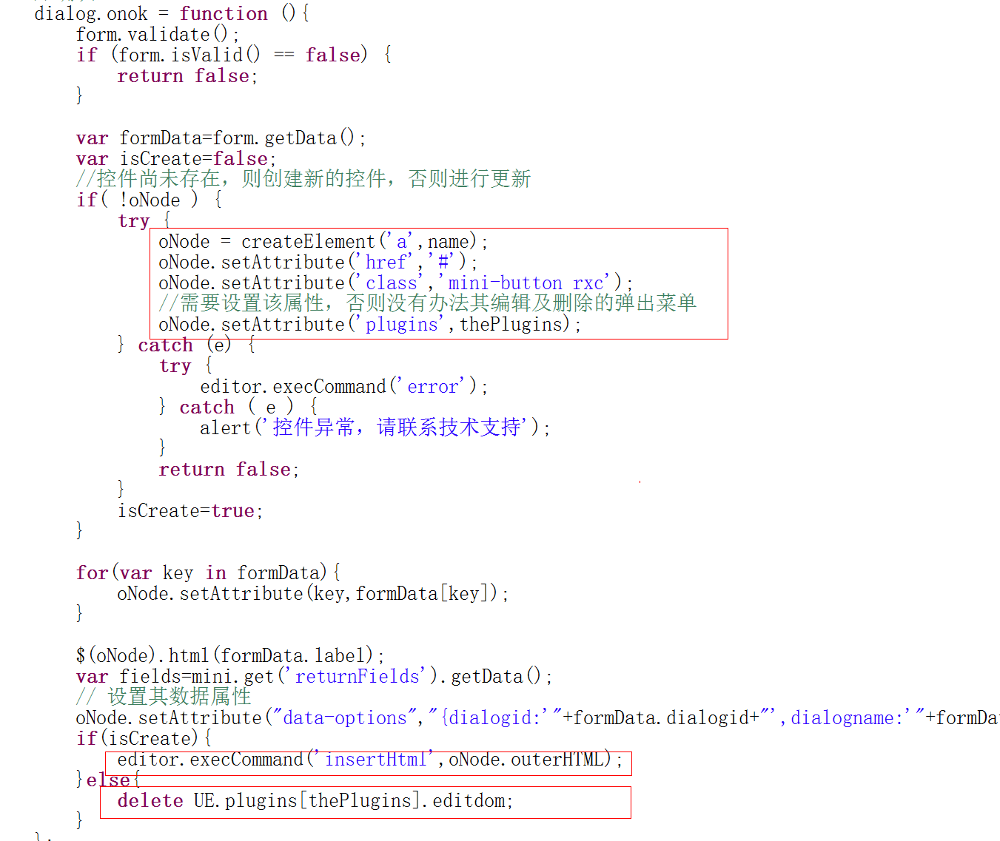 dialog.onok = function (){
form.validate();
if (form.isValid() == false) {
return false;
}
var formData=form.getData();
var isCreate=false;
//控件尚未存在，则创建新的控件，否则进行更新
if( !oNode ) {
try {
oNode = createElement('a',name);
oNode.setAttribute('href','#');
oNode.setAttribute('class','mini-button rxc');
//需要设置该属性，否则没有办法其编辑及删除的弹出菜单
oNode.setAttribute('plugins',thePlugins);
} catch (e) {
try {
editor.execCommand('error');
} catch ( e ) {
alert('控件异常，请联系技术支持');
}
return false;
}
isCreate=true;
}
for(var key in formData){
oNode.setAttribute(key,formData[key]);
}
$(oNode).html(formData.label);
var fields=mini.get('returnFields').getData();
// 设置其数据属性
oNode.setAttribute("data-options","{dialogid:'"+formData.dialogid+"',dialogname:'"+formDa
if(isCreate){
editor.execCommand('insertHtml',oNode.outerHTML);
}else{
delete UE.plugins[thePlugins].editdom;
}